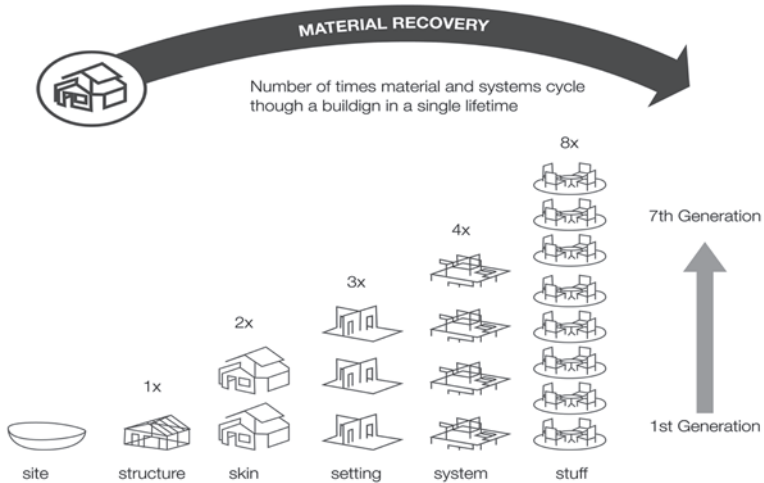 MATERIAL RECOVERY
Number of times material and systems cycle
though a buildign in a single lifetime
8x
7th Generation
4x
3x
2x
1x
1st Generation
site
structure
skin
setting
system
stuff